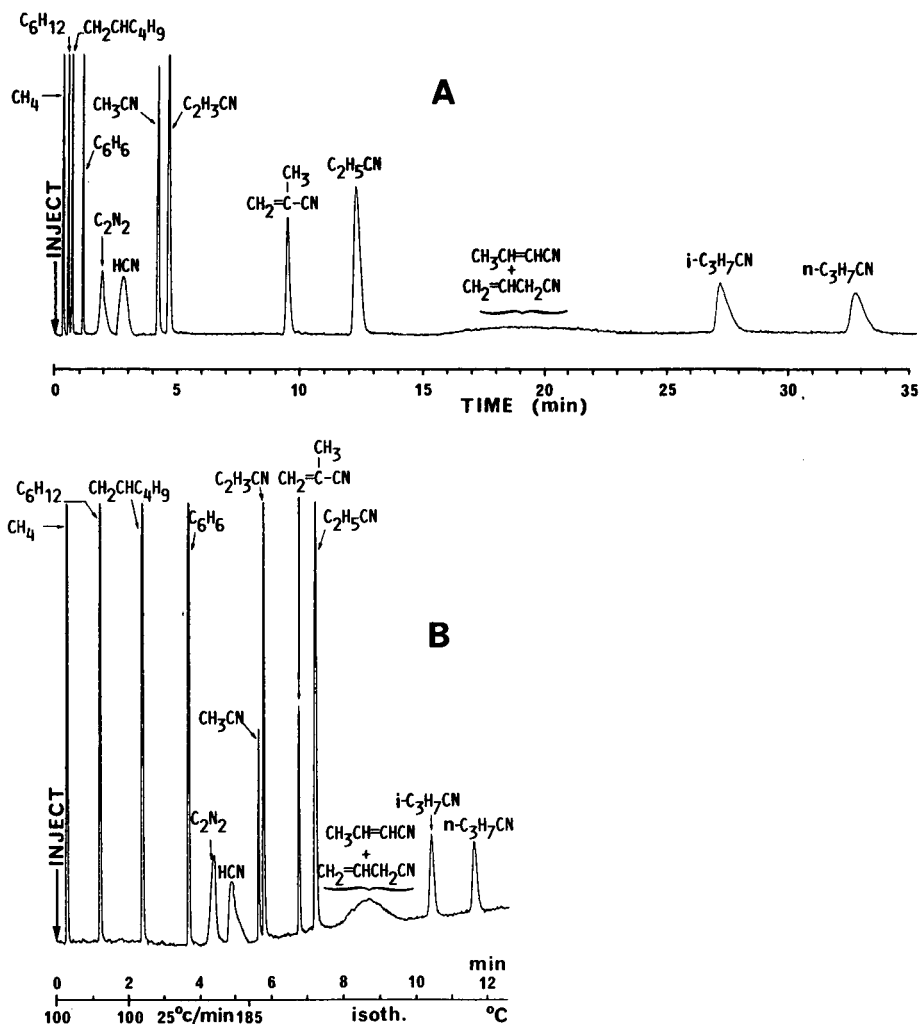 C6H12
CH2CHC4H9
A
CH4
CH3CN
C2H3CN
C6H6
CH3
CH2=C-CN
C2H5CN
INJECT
C2N2
HCN
CH3CH=CHCN
+
CH2=CHCH2CN
i-C3H7CN
n-C3H7CN
0 5 10 15 20 25 30 35
TIME (min)
CH3
C6H12
CH2CHC4H9
C2H3CN
CH2=C-CN
CH4
C6H6
C2H5CN
B
CH3CN
i-C3H7CN
INJECT
C2N2
HCN
CH3CH=CHCN
+
CH2=CHCH2CN
n-C3H7CN
min
0 2 4 6 8 10 12
100 100 25°c/min 185 isoth. °C